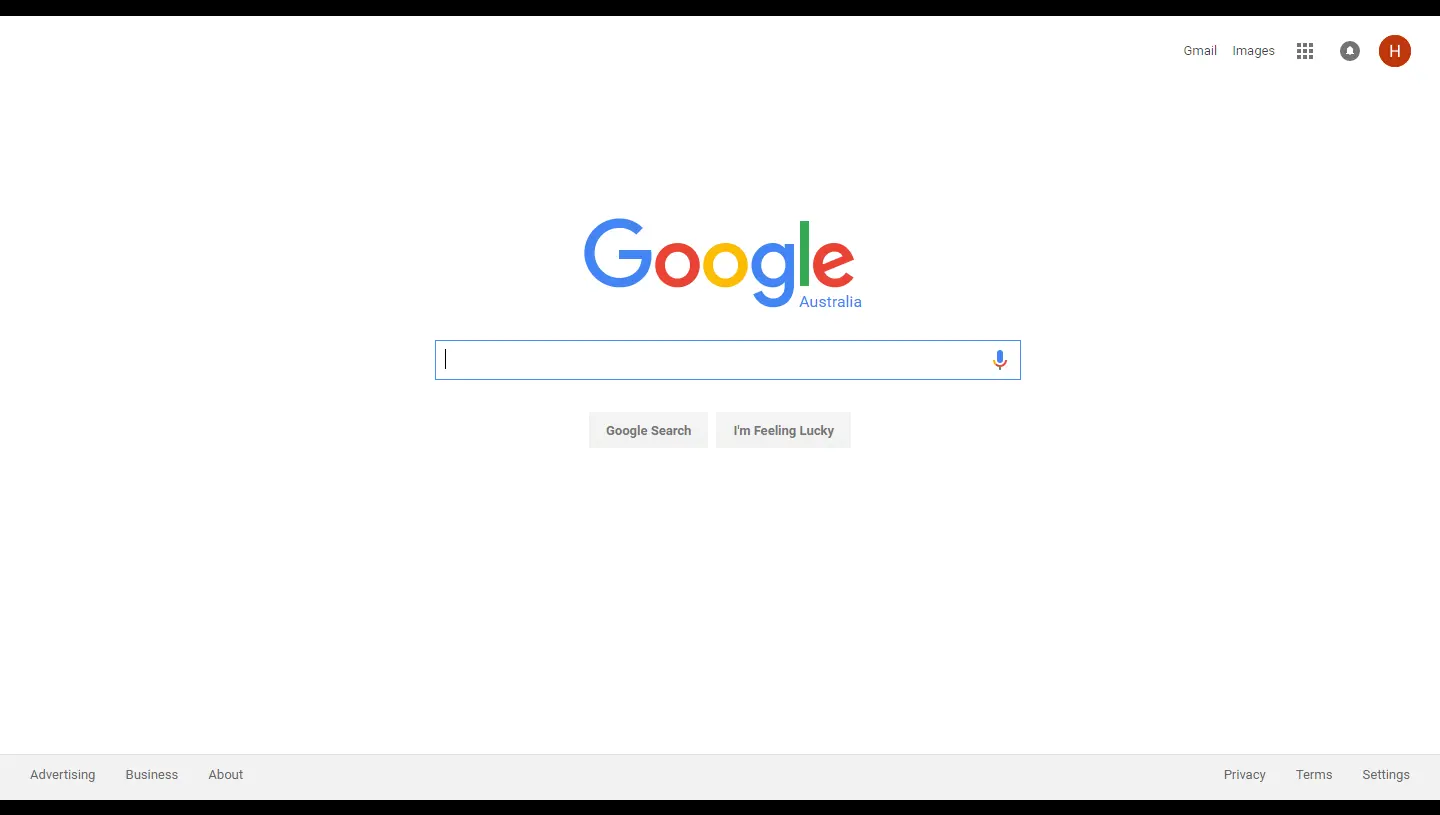 Gmail Images H
Google
Australia
Google Search I'm Feeling Lucky
Advertising Business About Privacy Terms Settings